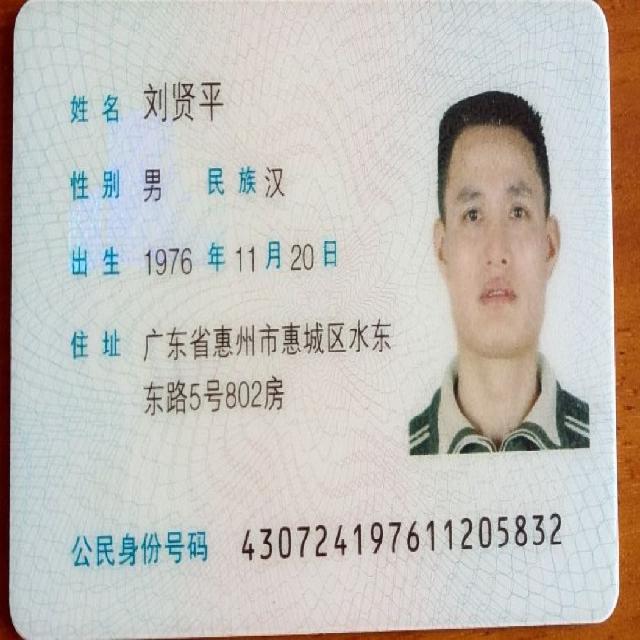 姓名 刘贤平
性别 男 民族 汉
出生 1976 年 11 月 20 日
住址 广东省惠州市惠城区水东
东路5号802房
公民身份号码 430724197611205832